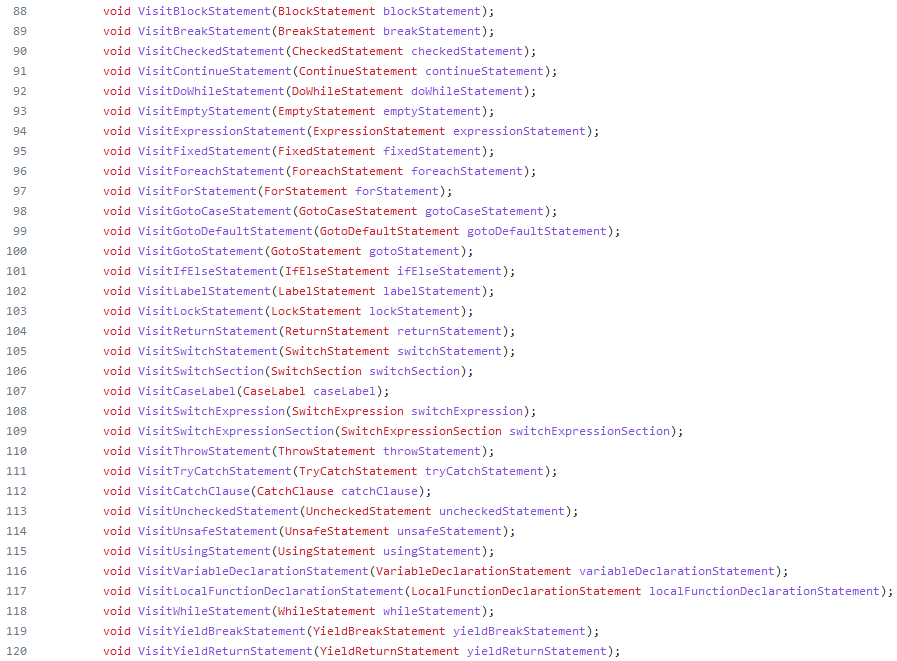 88 void VisitBlockStatement(BlockStatement blockStatement);
89 void VisitBreakStatement(BreakStatement breakStatement);
90 void VisitCheckedStatement(CheckedStatement checkedStatement);
91 void VisitContinueStatement(ContinueStatement continueStatement);
92 void VisitDoWhileStatement(DoWhileStatement doWhileStatement);
93 void VisitEmptyStatement(EmptyStatement emptyStatement);
94 void VisitExpressionStatement(ExpressionStatement expressionStatement);
95 void VisitFixedStatement(FixedStatement fixedStatement);
96 void VisitForeachStatement(ForeachStatement foreachStatement);
97 void VisitForStatement(ForStatement forStatement);
98 void VisitGotoCaseStatement(GotoCaseStatement gotoCaseStatement);
99 void VisitGotoDefaultStatement(GotoDefaultStatement gotoDefaultStatement);
100 void VisitGotoStatement(GotoStatement gotoStatement);
101 void VisitIfElseStatement(IfElseStatement ifElseStatement);
102 void VisitLabelStatement(LabelStatement labelStatement);
103 void VisitLockStatement(LockStatement lockStatement);
104 void VisitReturnStatement(ReturnStatement returnStatement);
105 void VisitSwitchStatement(SwitchStatement switchStatement);
106 void VisitSwitchSection(SwitchSection switchSection);
107 void VisitCaseLabel(CaseLabel caseLabel);
108 void VisitSwitchExpression(SwitchExpression switchExpression);
109 void VisitSwitchExpressionSection(SwitchExpressionSection switchExpressionSection);
110 void VisitThrowStatement(ThrowStatement throwStatement);
111 void VisitTryCatchStatement(TryCatchStatement tryCatchStatement);
112 void VisitCatchClause(CatchClause catchClause);
113 void VisitUncheckedStatement(UncheckedStatement uncheckedStatement);
114 void VisitUnsafeStatement(UnsafeStatement unsafeStatement);
115 void VisitUsingStatement(UsingStatement usingStatement);
116 void VisitVariableDeclarationStatement(VariableDeclarationStatement variableDeclarationStatement);
117 void VisitLocalFunctionDeclarationStatement(LocalFunctionDeclarationStatement localFunctionDeclarationStatement);
118 void VisitWhileStatement(WhileStatement whileStatement);
119 void VisitYieldBreakStatement(YieldBreakStatement yieldBreakStatement);
120 void VisitYieldReturnStatement(YieldReturnStatement yieldReturnStatement);